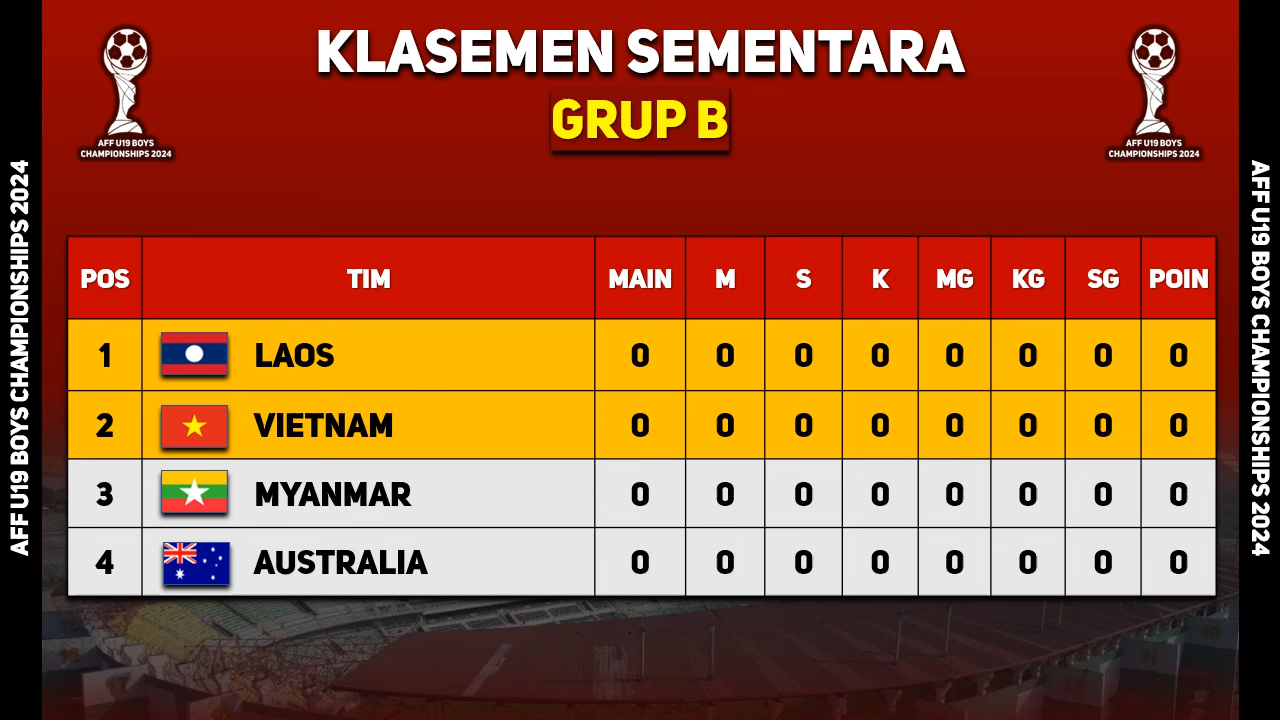 KLASEMEN SEMENTARA
GRUP B
AFF U19 BOYS
CHAMPIONSHIPS 2024
AFF U19 BOYS
CHAMPIONSHIPS 2024
AFF U19 BOYS CHAMPIONSHIPS 2024
POS TIM MAIN M S K MG KG SG POIN
1 LAOS 0 0 0 0 0 0 0 0
2 VIETNAM 0 0 0 0 0 0 0 0
3 MYANMAR 0 0 0 0 0 0 0 0
4 AUSTRALIA 0 0 0 0 0 0 0 0
AFF U19 BOYS CHAMPIONSHIPS 2024